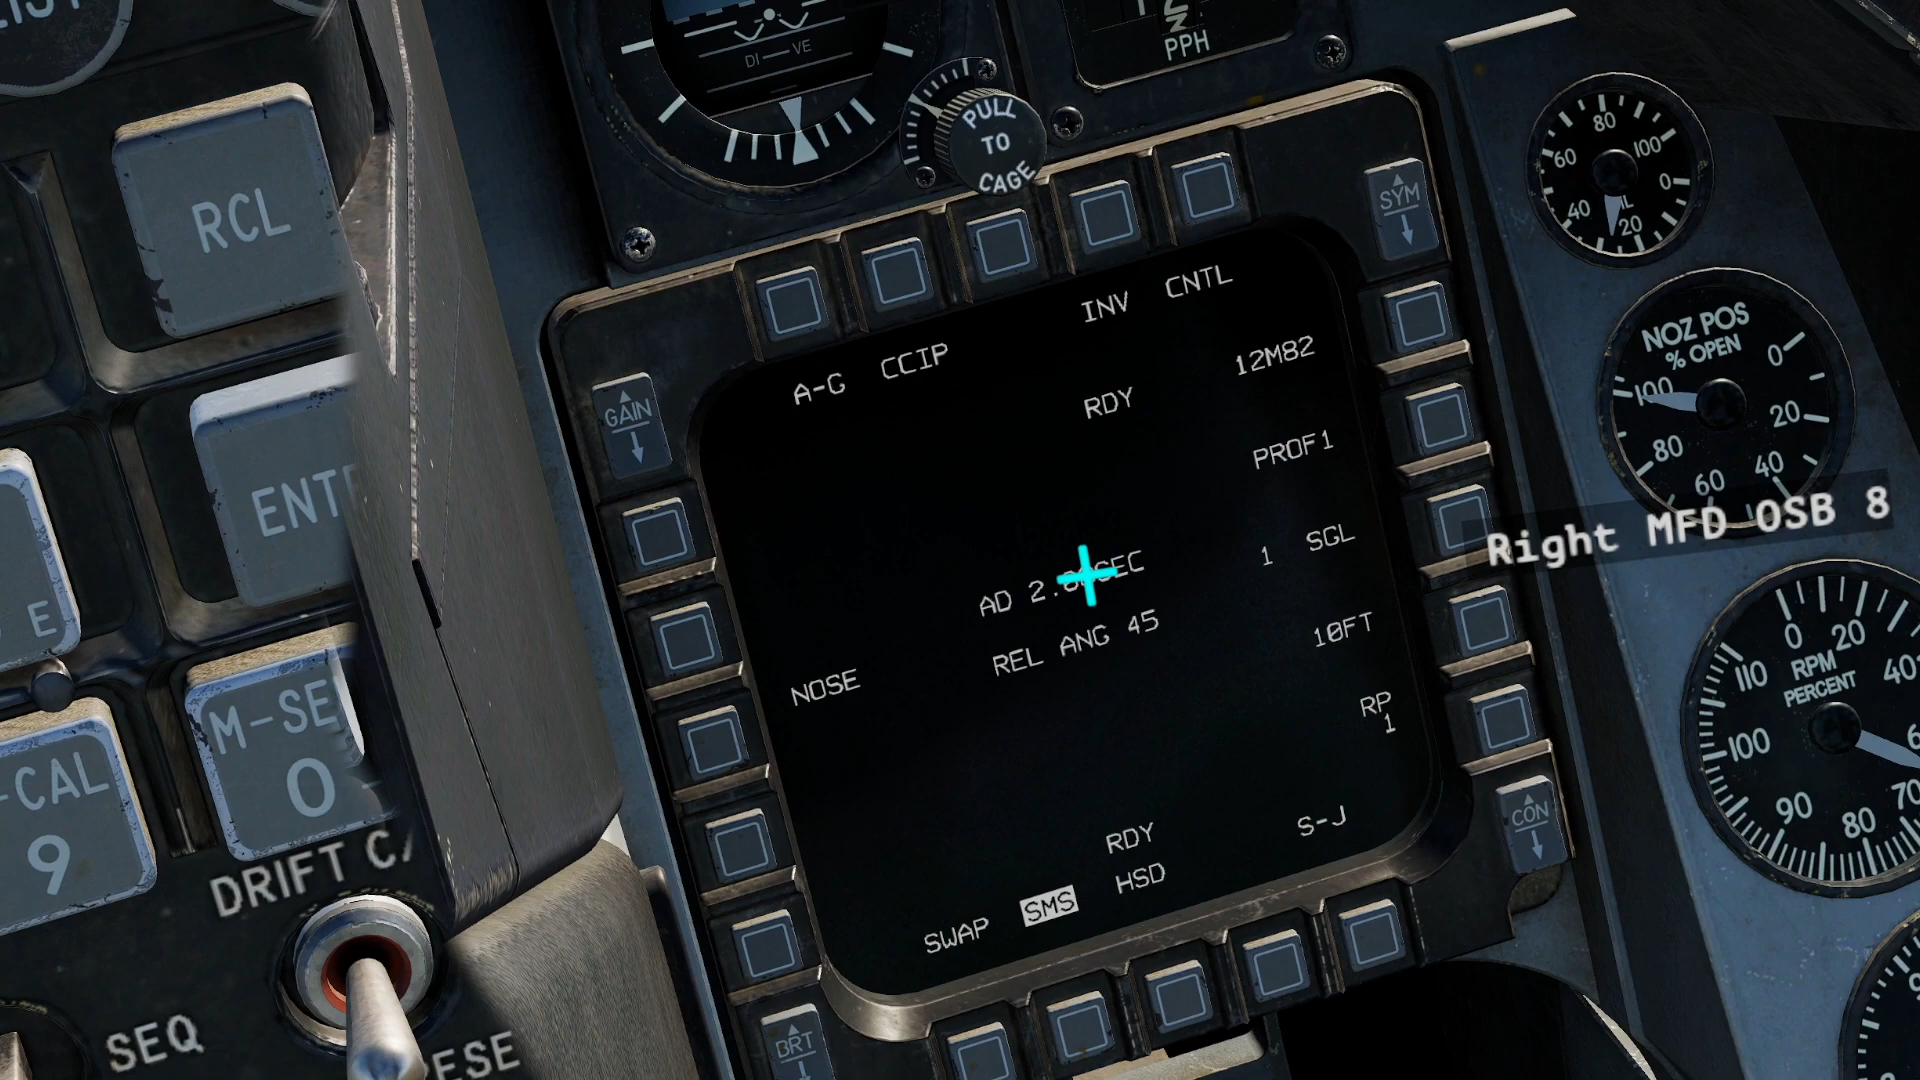 PPH
DI VE
PULL
TO
CAGE
RCL
SYM
GAIN
INV CNTL
A-G CCIP
12M82
RDY
PROF1
1 SGL
AD 2. SEC
REL ANG 45
10FT
NOSE
RP
1
S-J
RDY
HSD
SMS
SWAP
CON
BRT
Right MFD OSB 8
80
60 100
0
40
20
NOZ POS
% OPEN
0
100
20
80
40
60
0 20
110 RPM 40
PERCENT
100
90 70
80
E
M-SE
0
-CAL
9
DRIFT C
SEQ
ESE